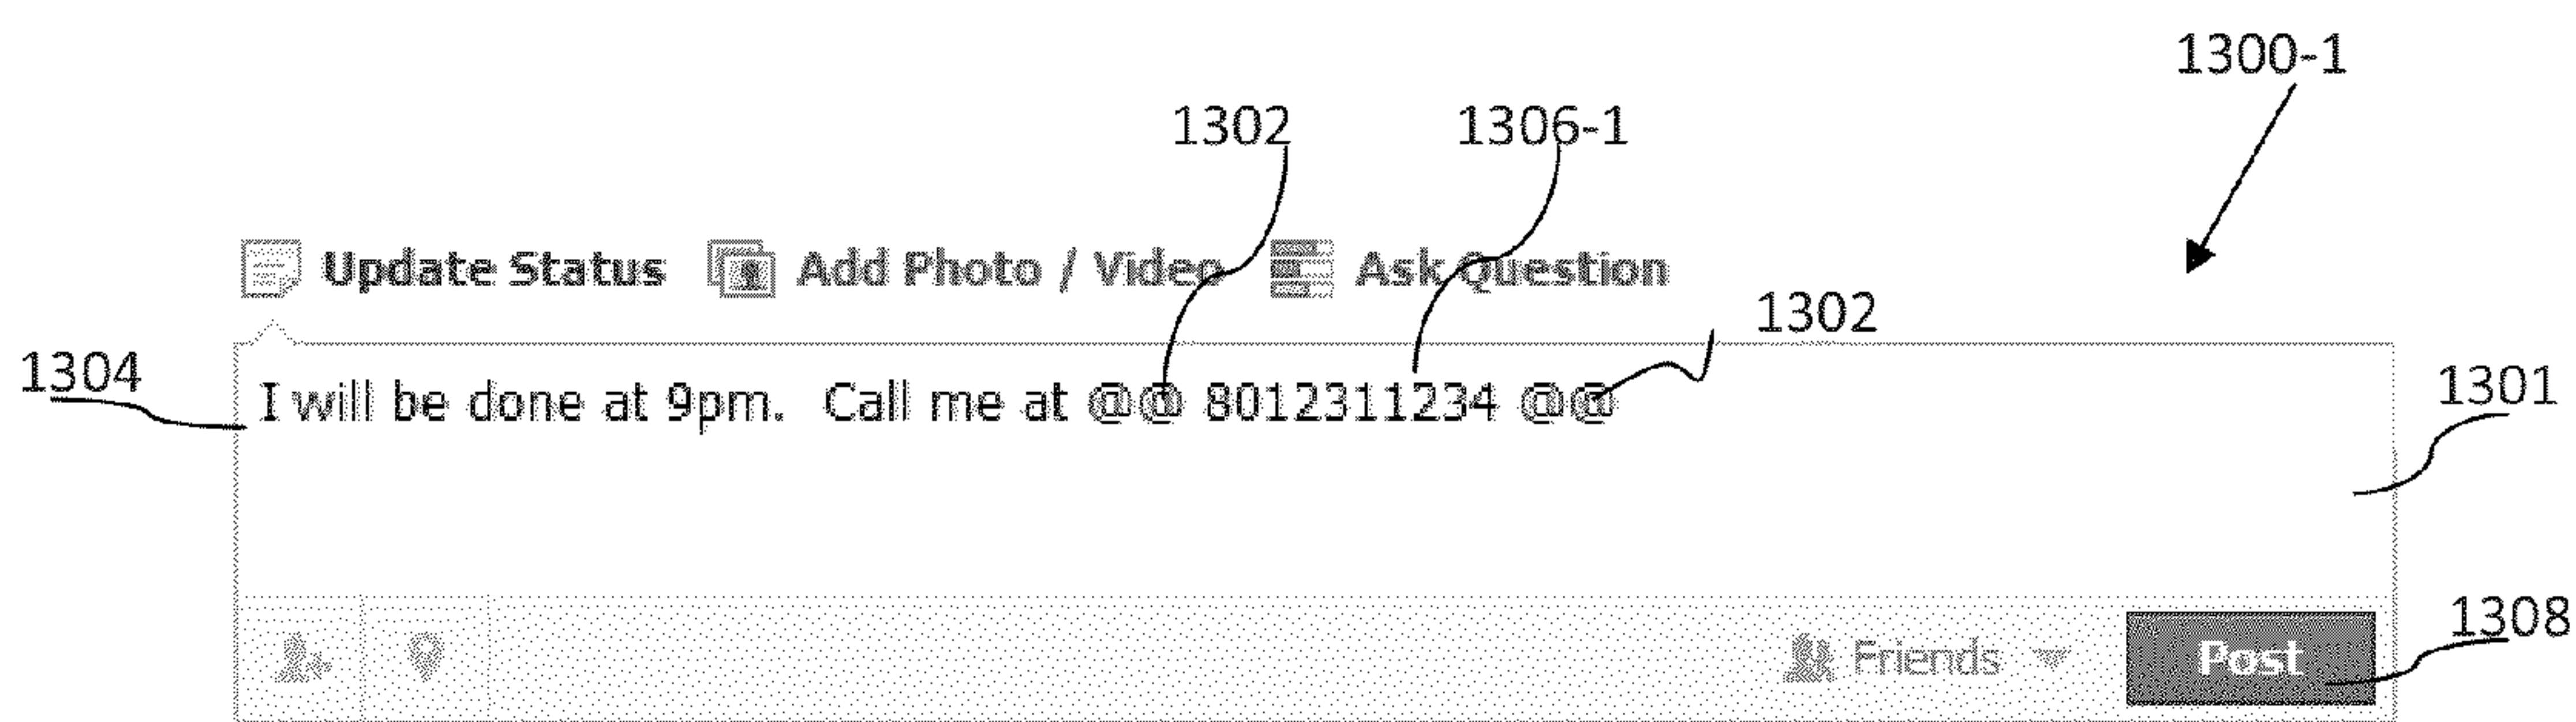 1300-1
1302 1306-1
Update Status Add Photo / Video Ask Question
1302
1304
I will be done at 9pm. Call me at @@ 8012311234 @@
1301
1308
Friends Post